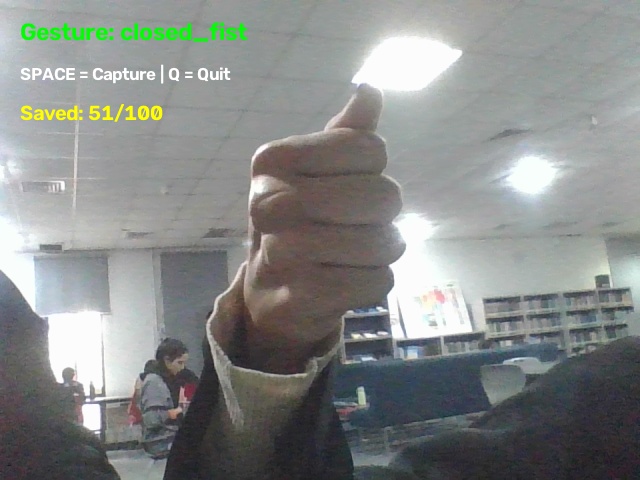 Gesture: closed_fist
SPACE = Capture | Q = Quit
Saved: 51/100